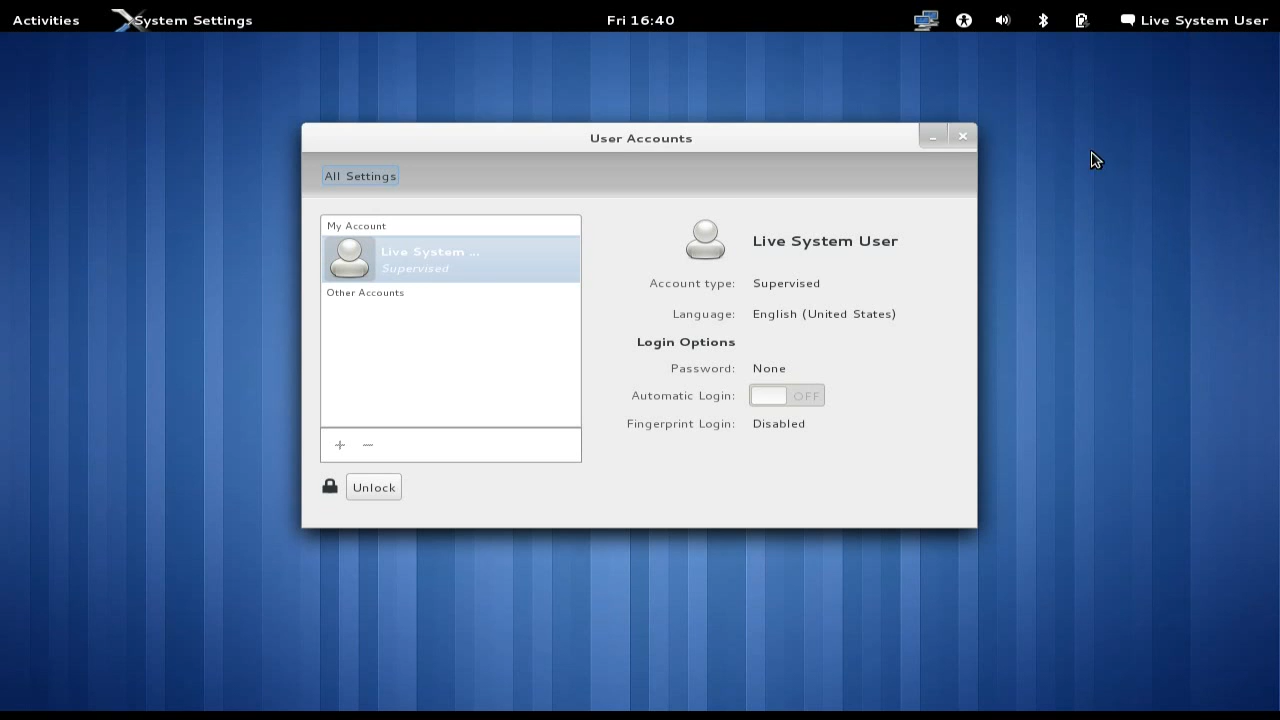 Activities System Settings Fri 16:40 Live System User
User Accounts
All Settings
My Account
Live System ...
Supervised
Other Accounts
+ −
Unlock
Live System User
Account type: Supervised
Language: English (United States)
Login Options
Password: None
Automatic Login: OFF
Fingerprint Login: Disabled